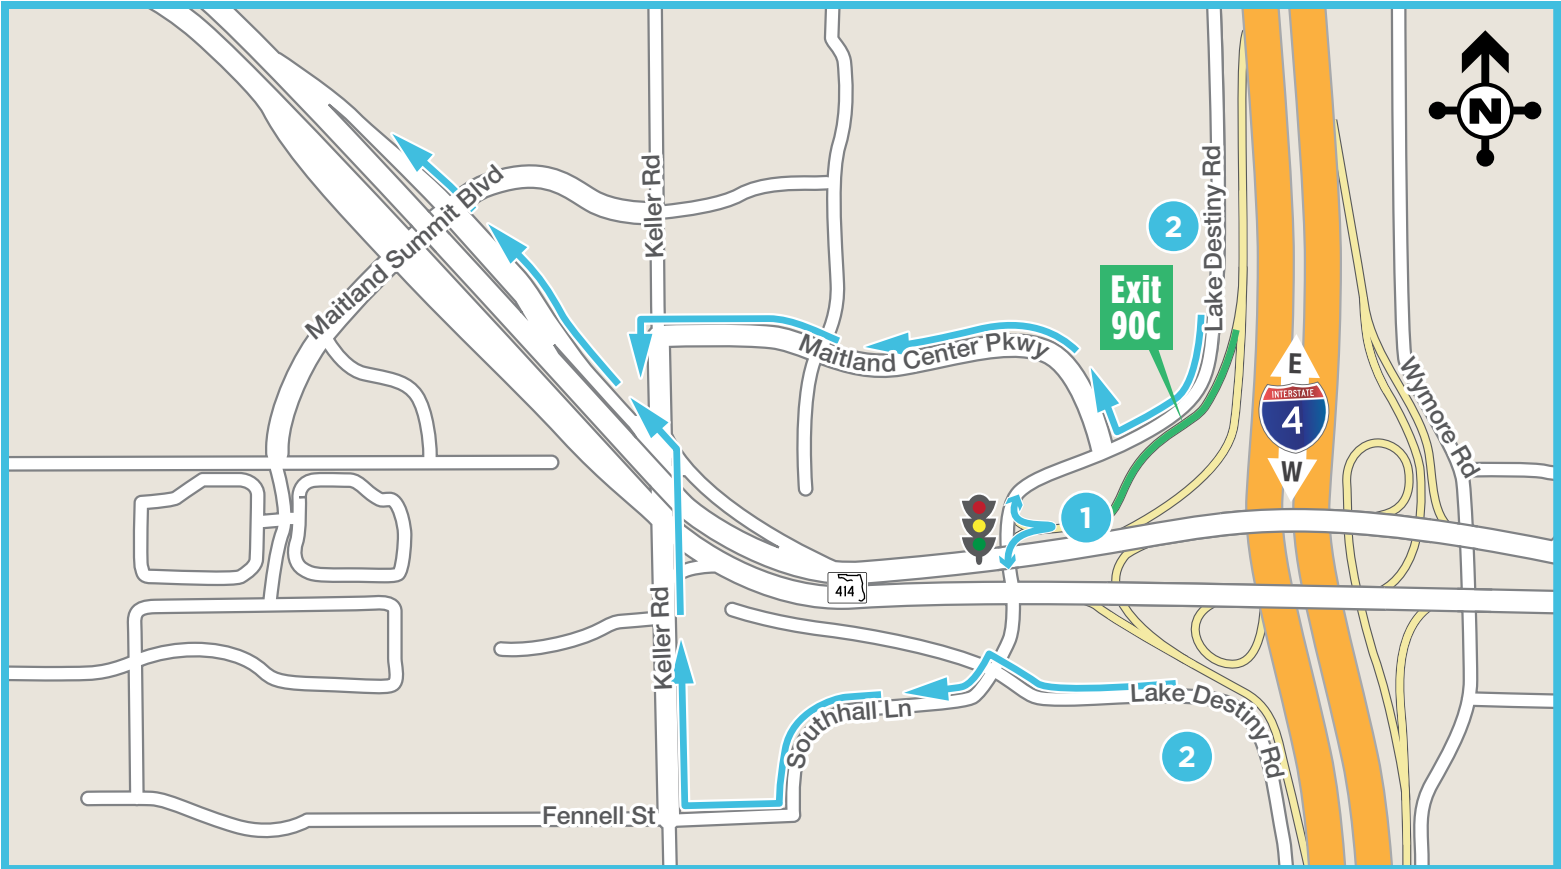 N
Keller Rd
Maitland Summit Blvd
Lake Destiny Rd
2
Exit
90C
Maitland Center Pkwy
E
INTERSTATE
4
W
Wymore Rd
1
414
Keller Rd
Lake Destiny Rd
Southhall Ln
2
Fennell St